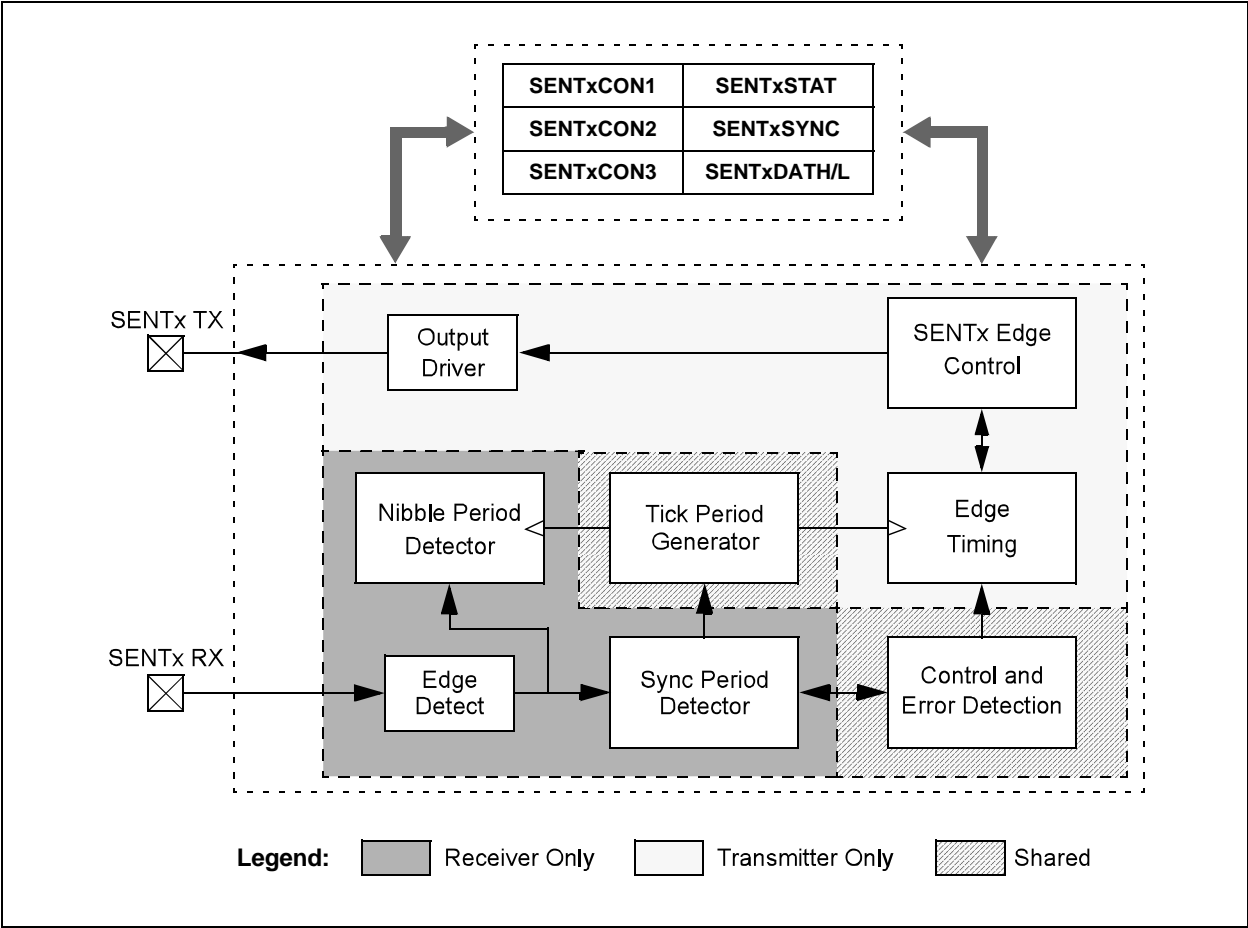 SENTxCON1 SENTxSTAT
SENTxCON2 SENTxSYNC
SENTxCON3 SENTxDATH/L
SENTx TX
Output
Driver
SENTx Edge
Control
Nibble Period
Detector
Tick Period
Generator
Edge
Timing
SENTx RX
Edge
Detect
Sync Period
Detector
Control and
Error Detection
Legend: Receiver Only Transmitter Only Shared